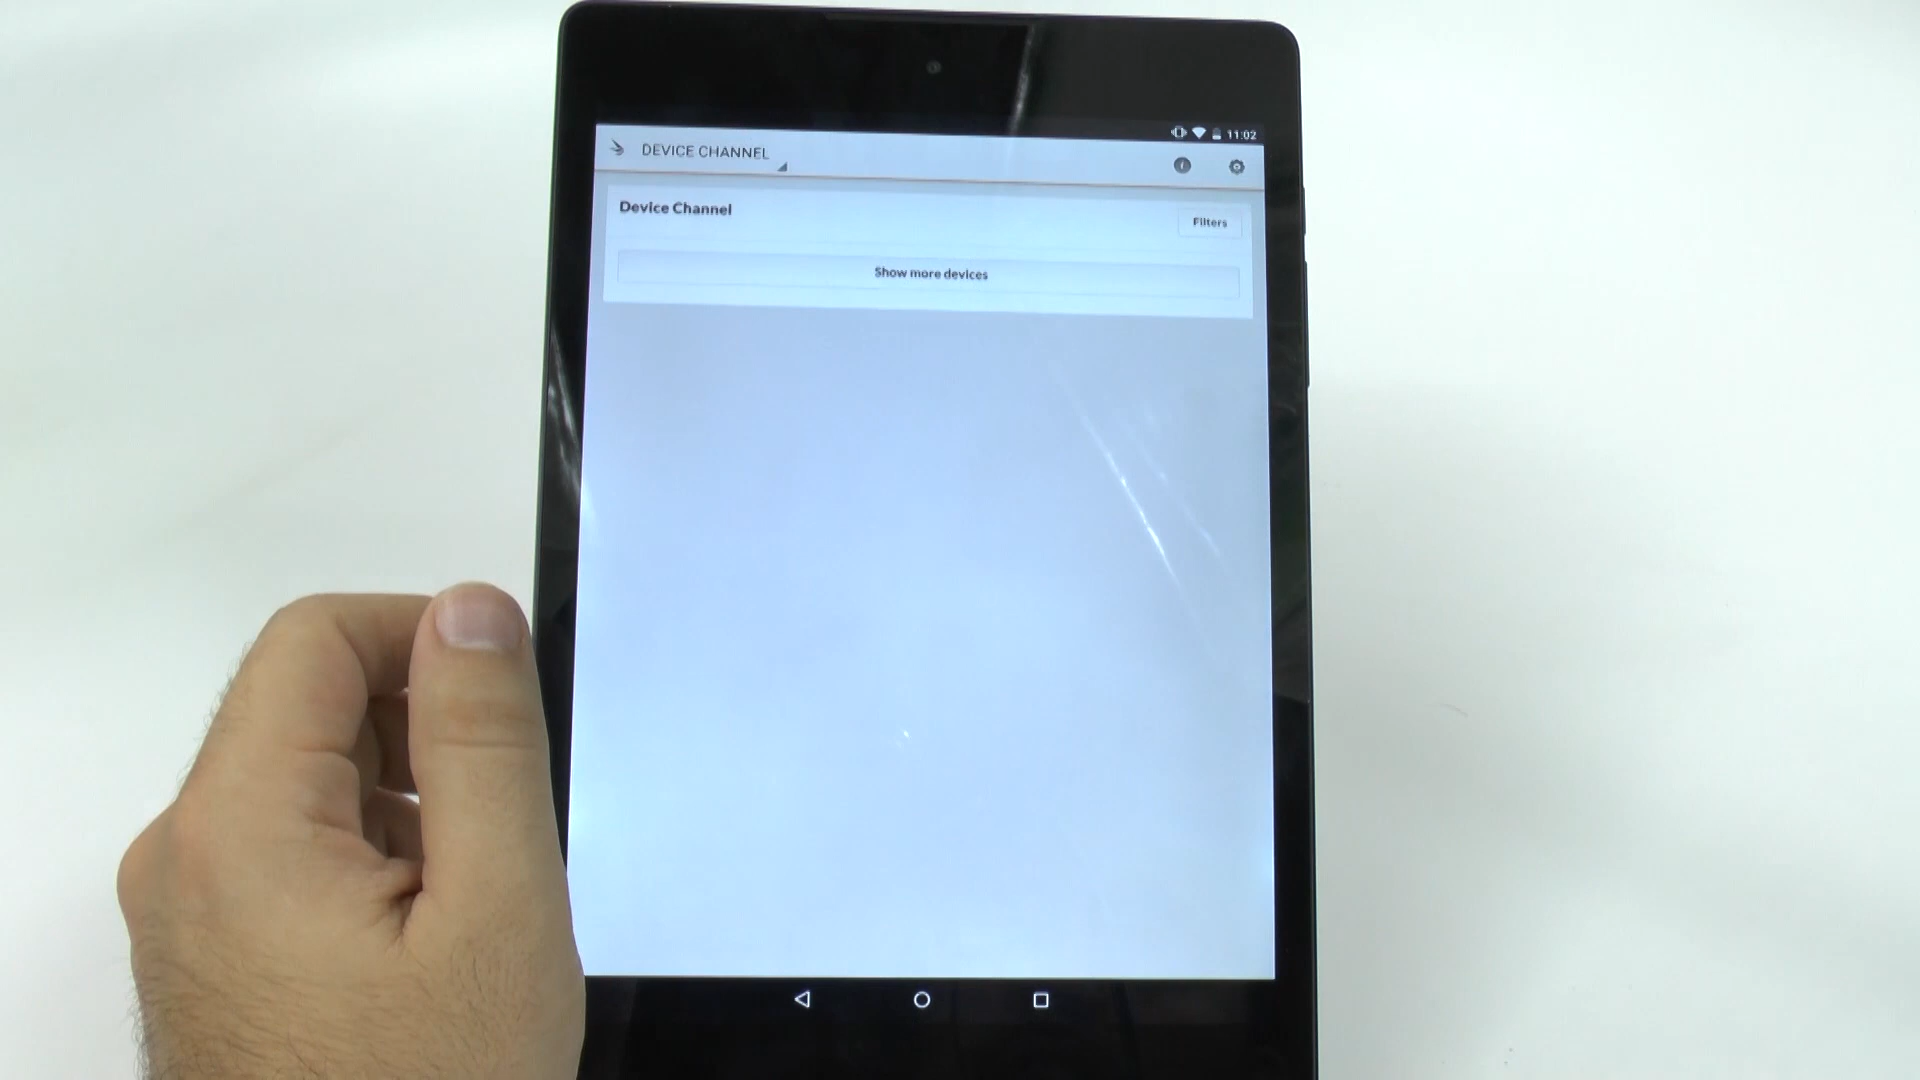 11:02
DEVICE CHANNEL
Device Channel
Filters
Show more devices